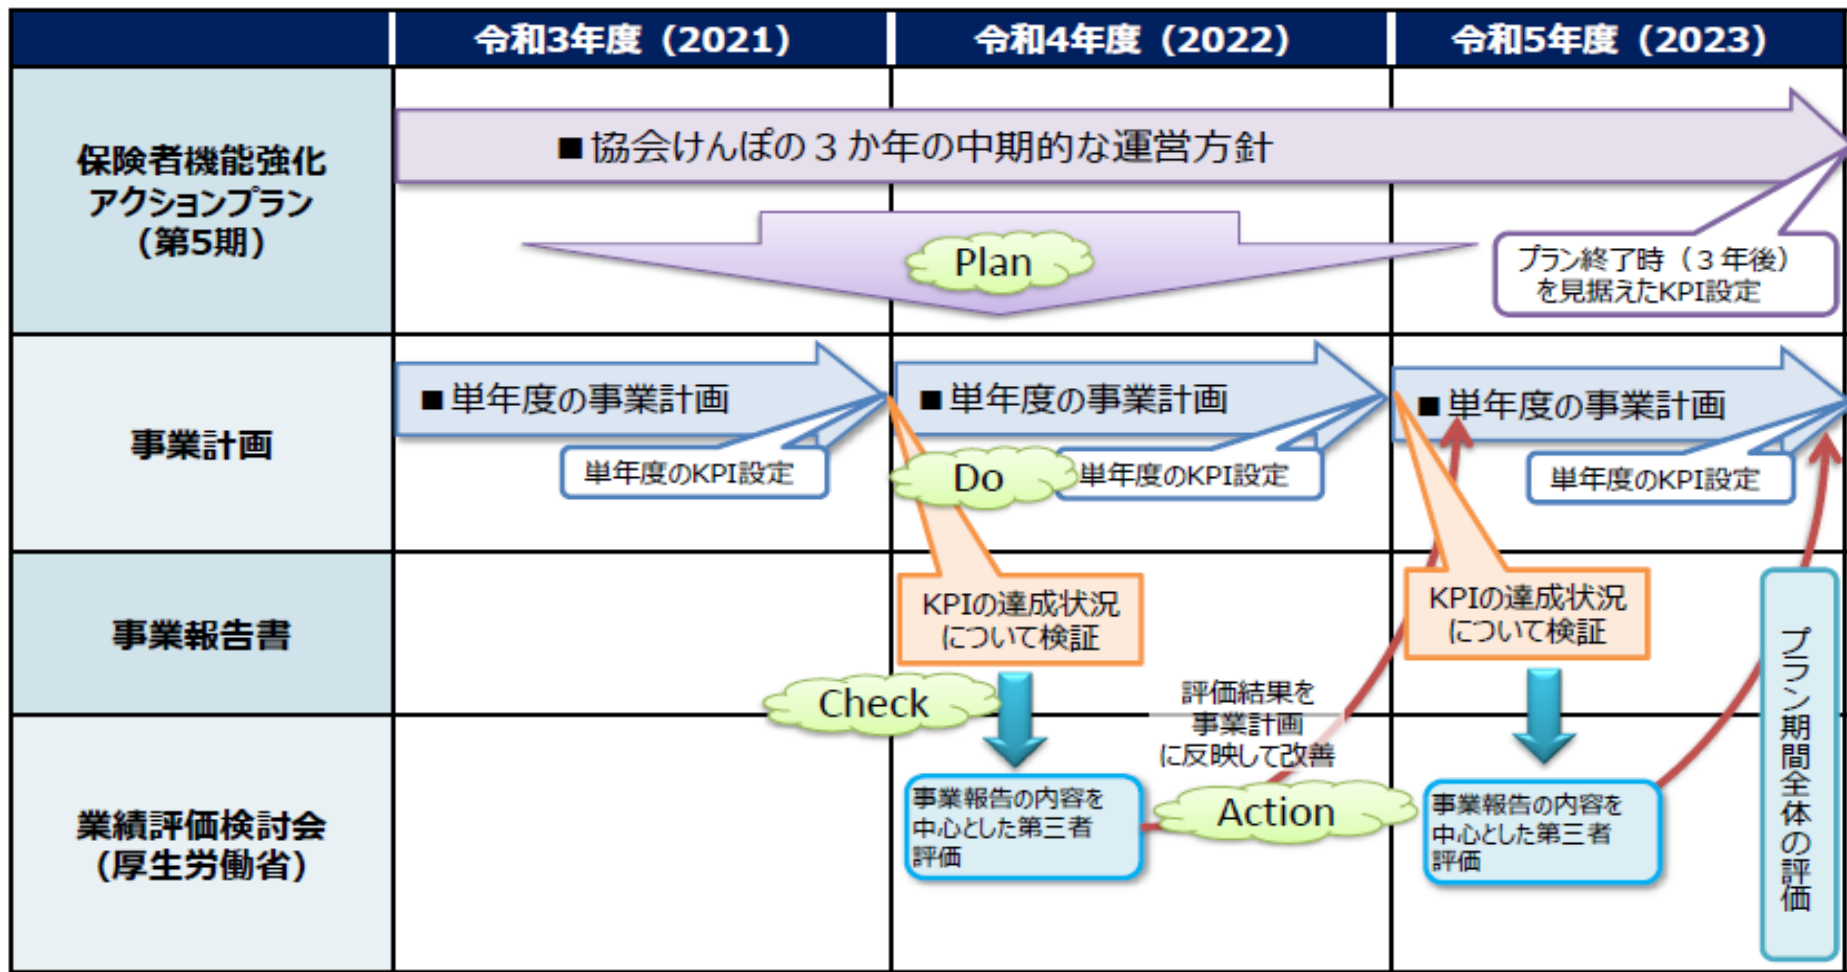 令和3年度（2021）
令和4年度（2022）
令和5年度（2023）
保険者機能強化
アクションプラン
（第5期）
■協会けんぽの３か年の中期的な運営方針
Plan
プラン終了時（３年後）
を見据えたKPI設定
事業計画
■単年度の事業計画
単年度のKPI設定
■単年度の事業計画
Do
単年度のKPI設定
■単年度の事業計画
単年度のKPI設定
事業報告書
KPIの達成状況
について検証
KPIの達成状況
について検証
Check
評価結果を
事業計画
に反映して改善
Action
業績評価検討会
（厚生労働省）
事業報告の内容を
中心とした第三者
評価
事業報告の内容を
中心とした第三者
評価
プラン期間全体の評価